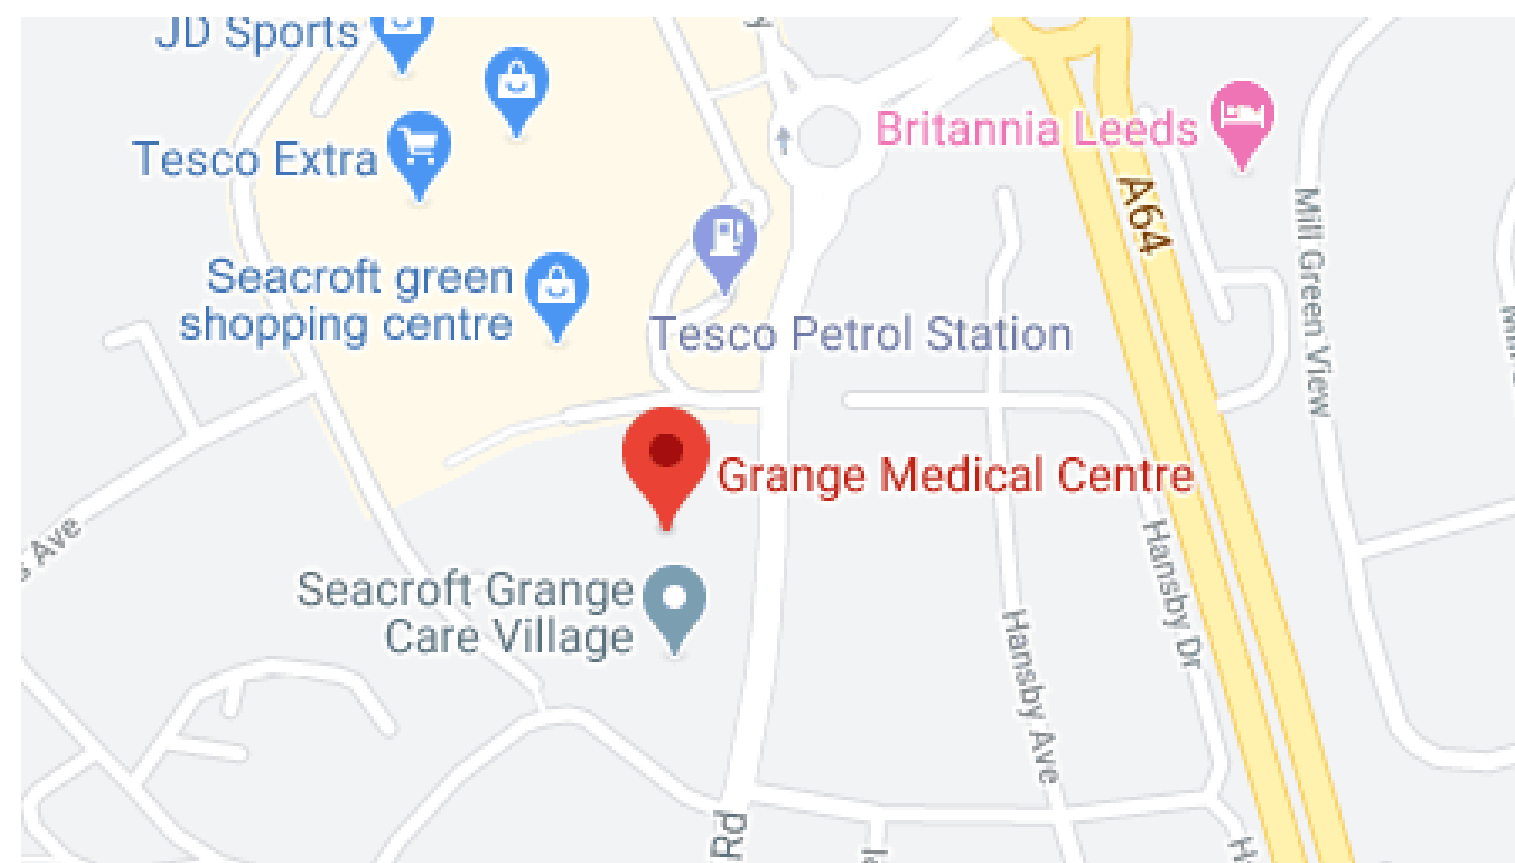 JD Sports
Tesco Extra
Britannia Leeds
A64
Seacroft green
shopping centre
Tesco Petrol Station
Mill Green View
Grange Medical Centre
Ave
Hansby Dr
Seacroft Grange
Care Village
Hansby Ave
Rd